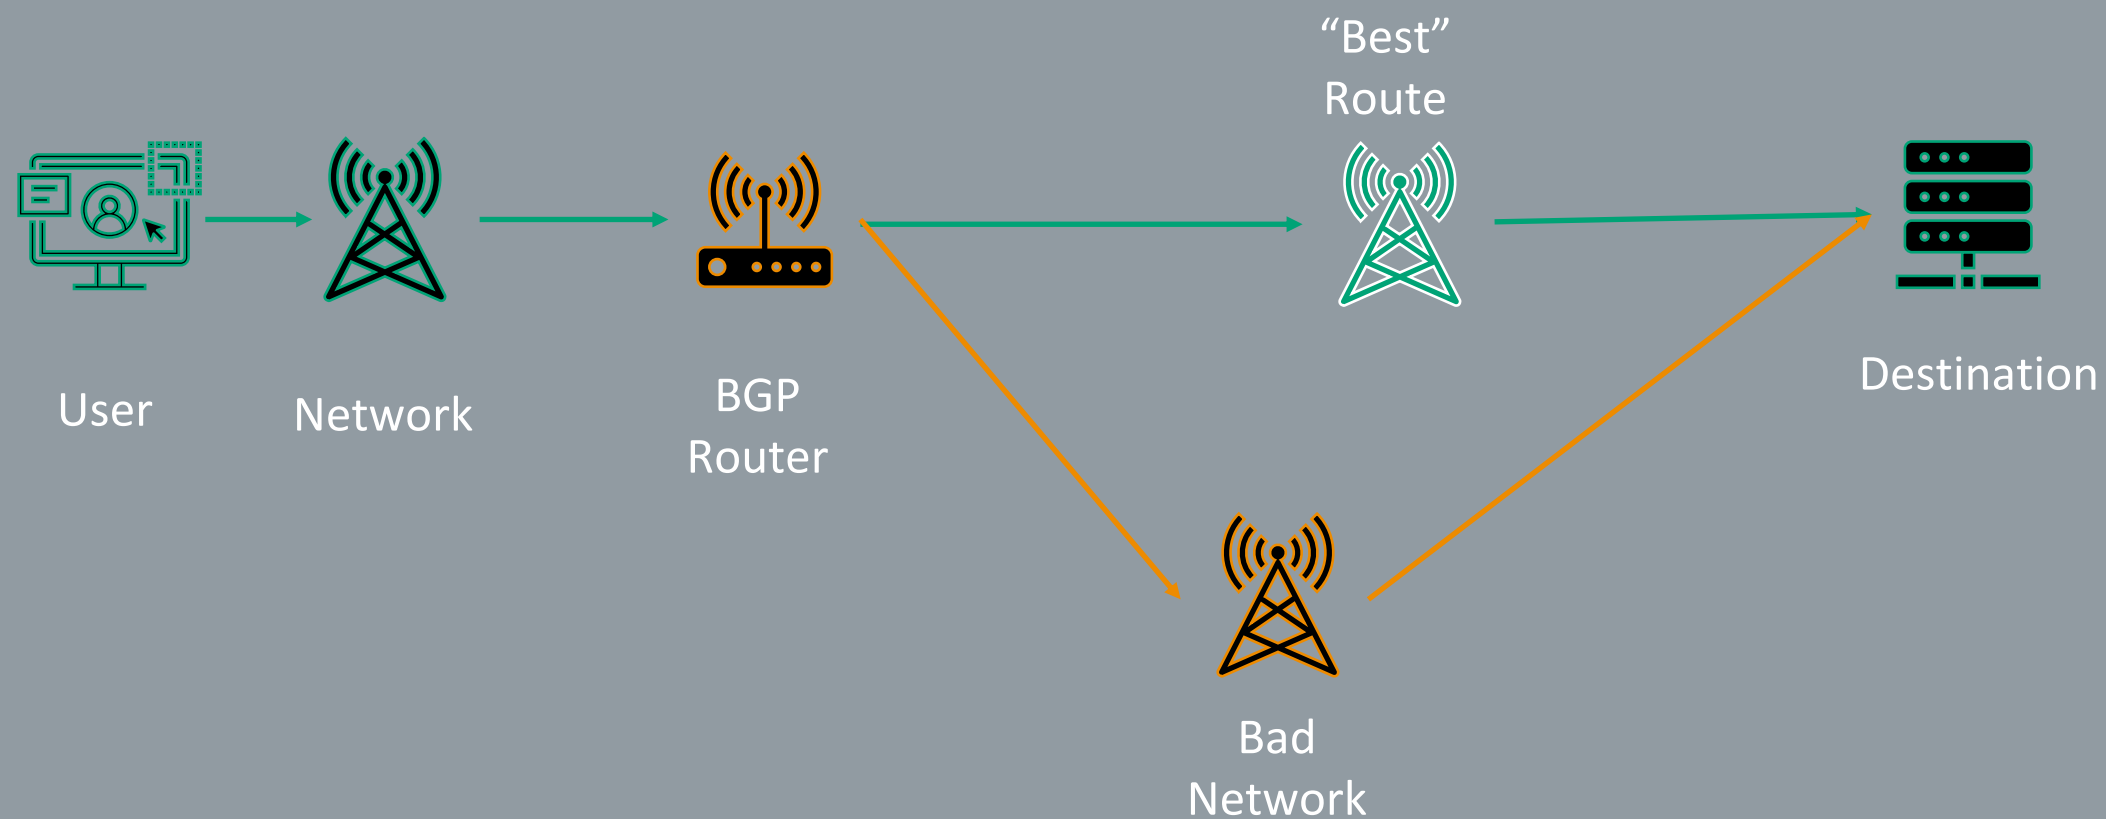 “Best”
Route
User
Network
BGP
Router
Destination
Bad
Network